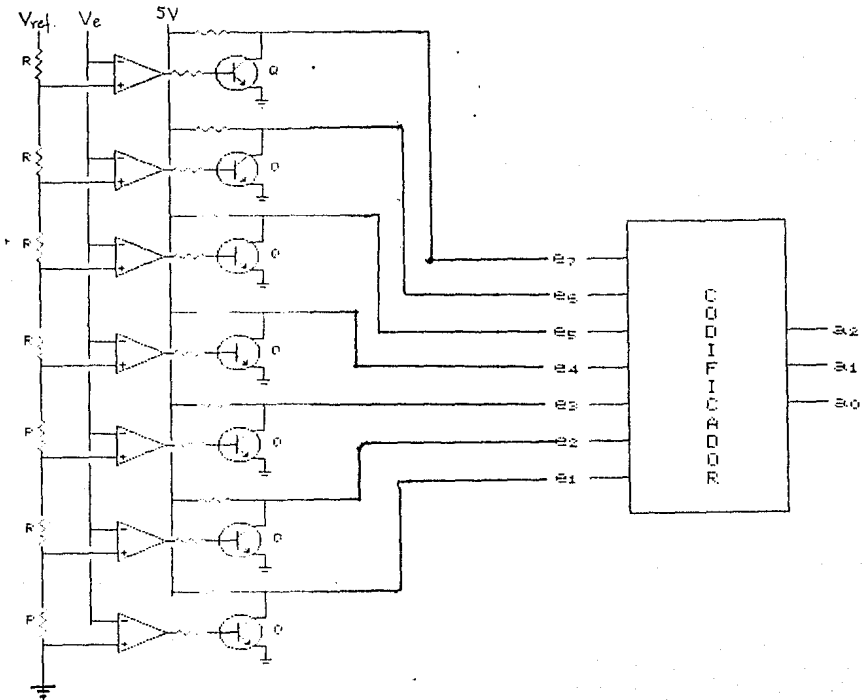 Vref. Ve 5V
R
Q
R
Q
R
Q
R
Q
R
Q
R
Q
R
Q
e7
e6
e5
e4
e3
e2
e1
CODIFICADOR
a2
a1
a0